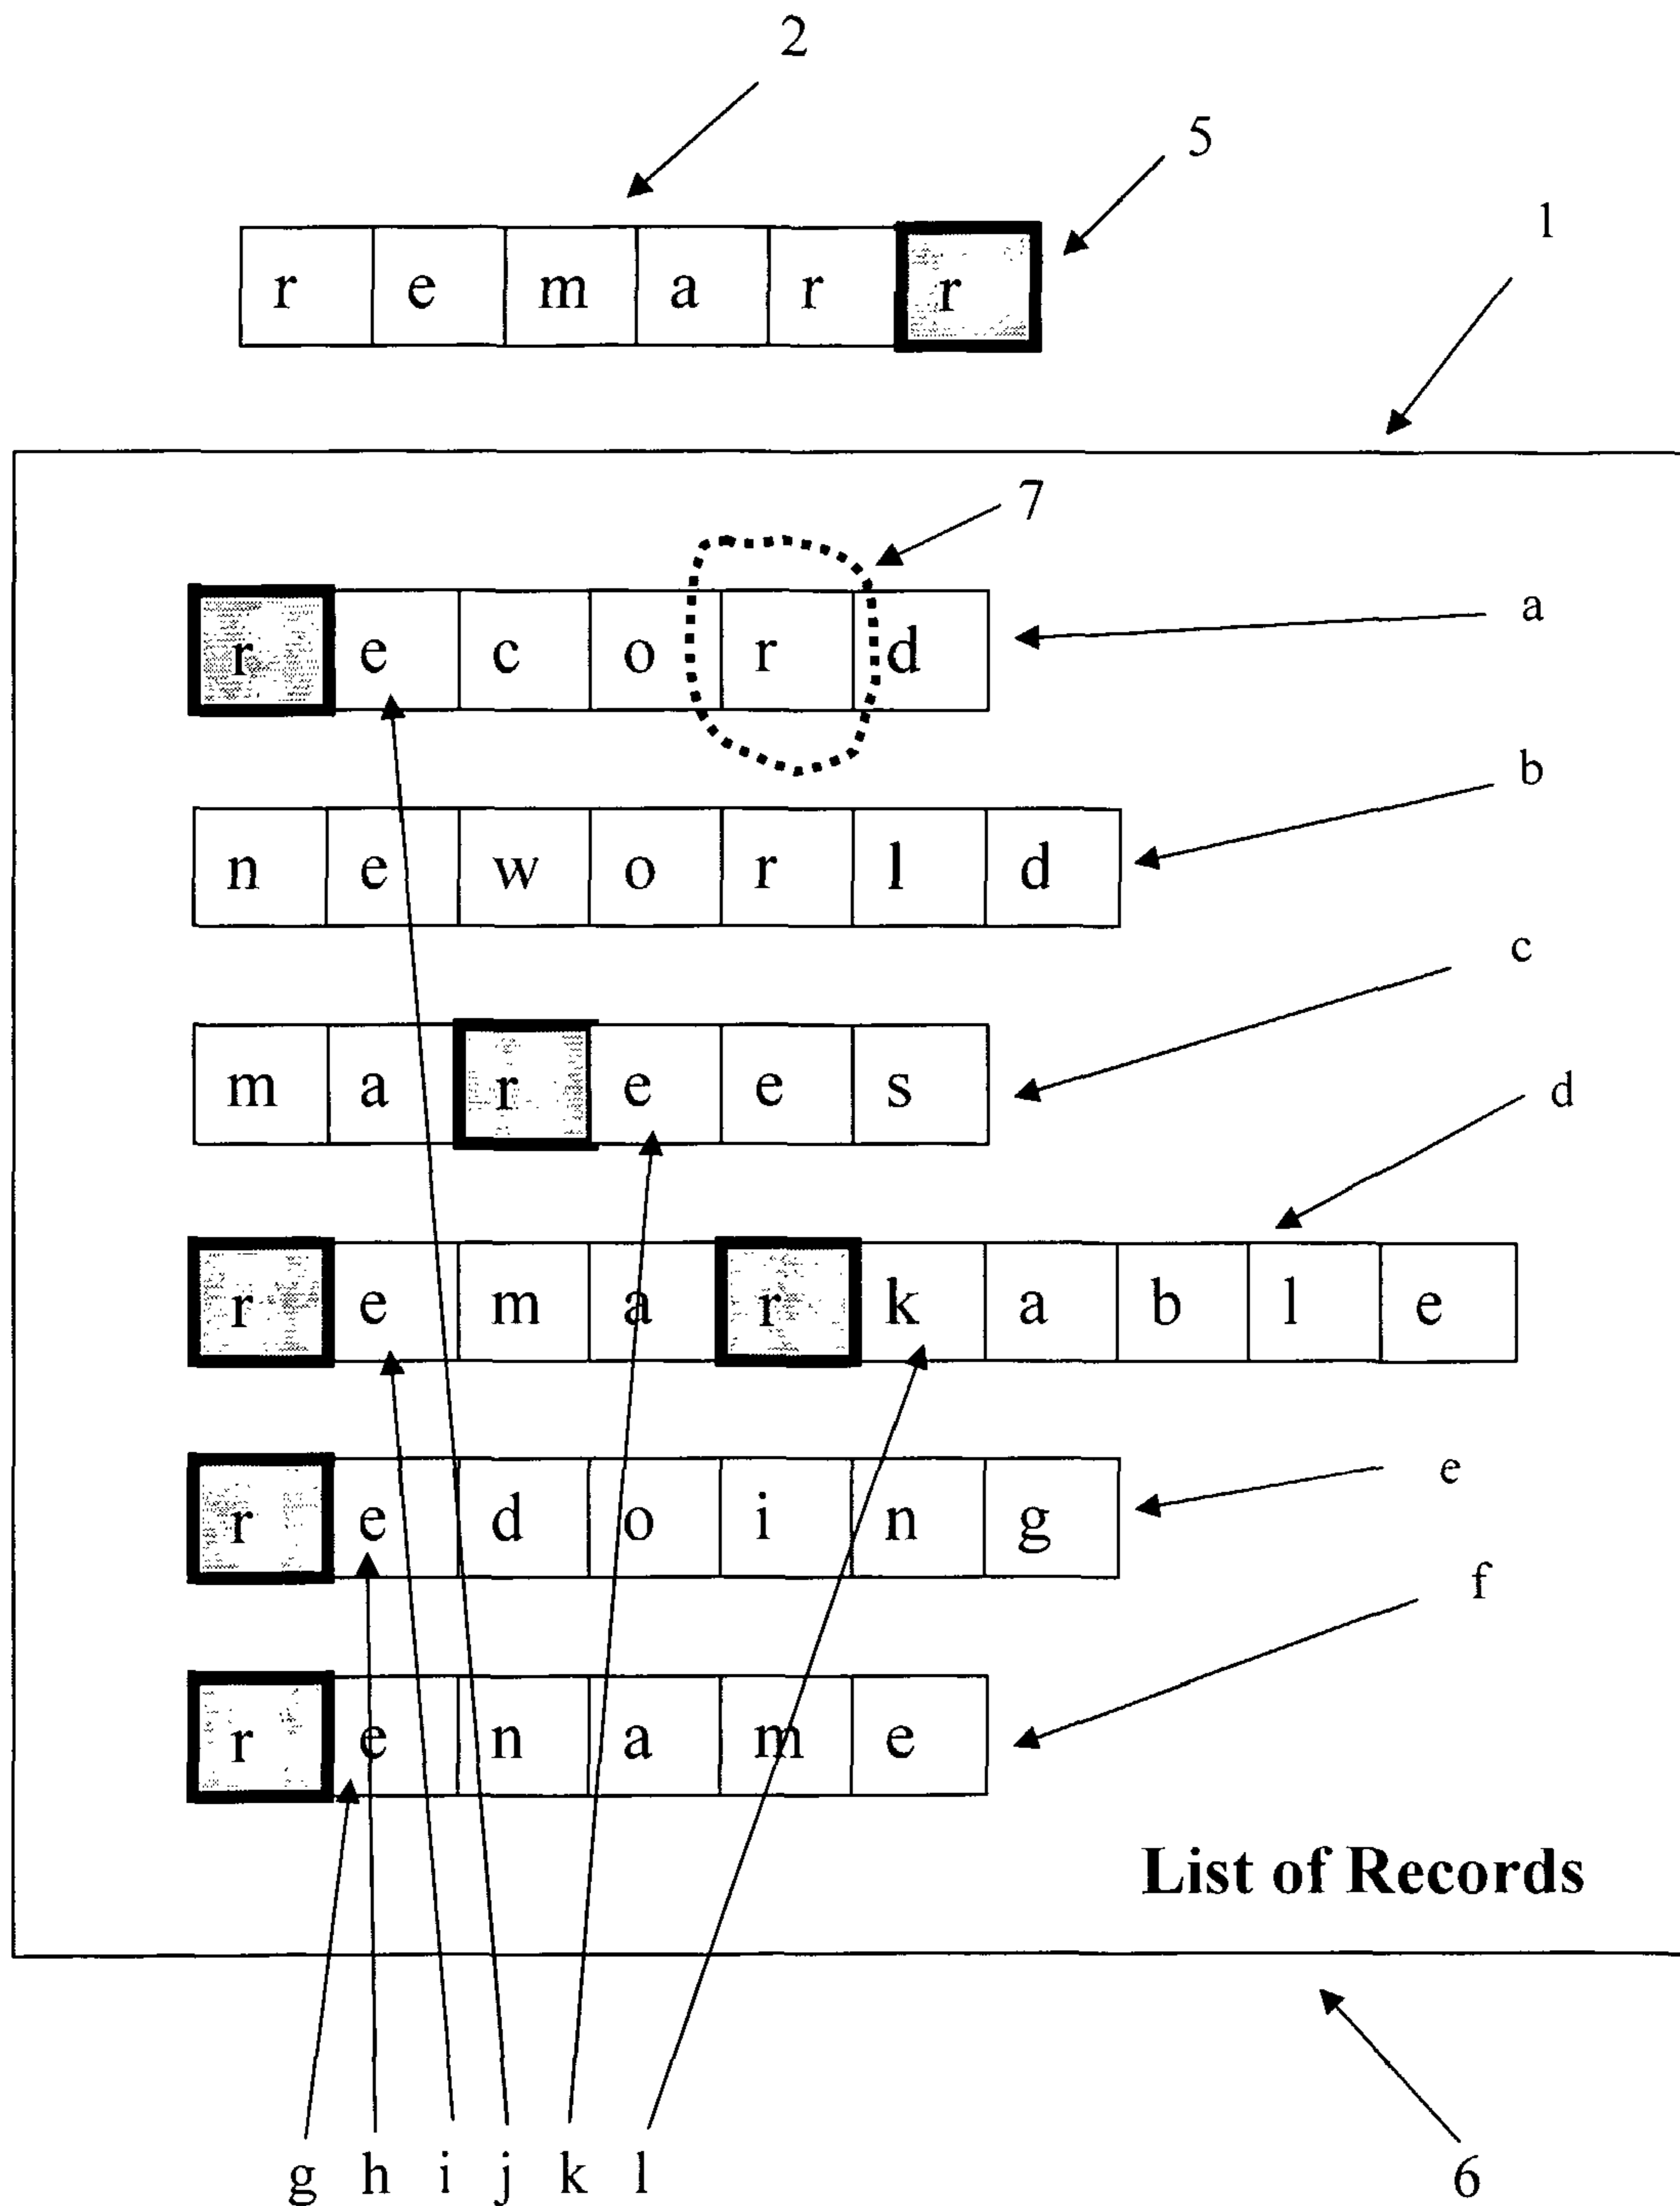 2
5
r e m a r r
1
7
r e c o r d
a
b
n e w o r l d
c
m a r e e s
d
r e m a r k a b l e
e
r e d o i n g
f
r e n a m e
List of Records
g h i j k l
6